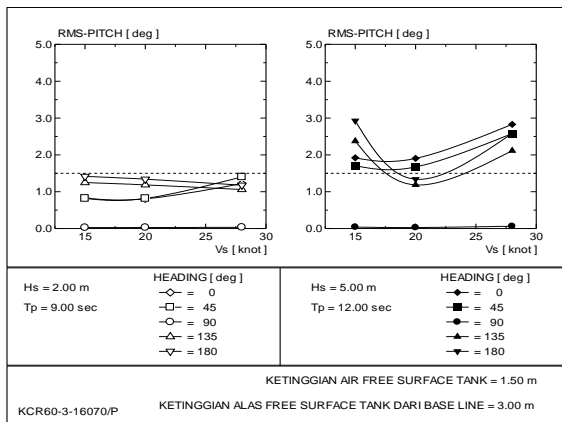 RMS-PITCH [ deg ]
5.0
4.0
3.0
2.0
1.0
0.0
15 20 25 30
Vs [ knot ]
RMS-PITCH [ deg ]
5.0
4.0
3.0
2.0
1.0
0.0
15 20 25 30
Vs [ knot ]
Hs = 2.00 m
Tp = 9.00 sec
HEADING [ deg ]
= 0
= 45
= 90
= 135
= 180
Hs = 5.00 m
Tp = 12.00 sec
HEADING [ deg ]
= 0
= 45
= 90
= 135
= 180
KETINGGIAN AIR FREE SURFACE TANK = 1.50 m
KCR60-3-16070/P KETINGGIAN ALAS FREE SURFACE TANK DARI BASE LINE = 3.00 m